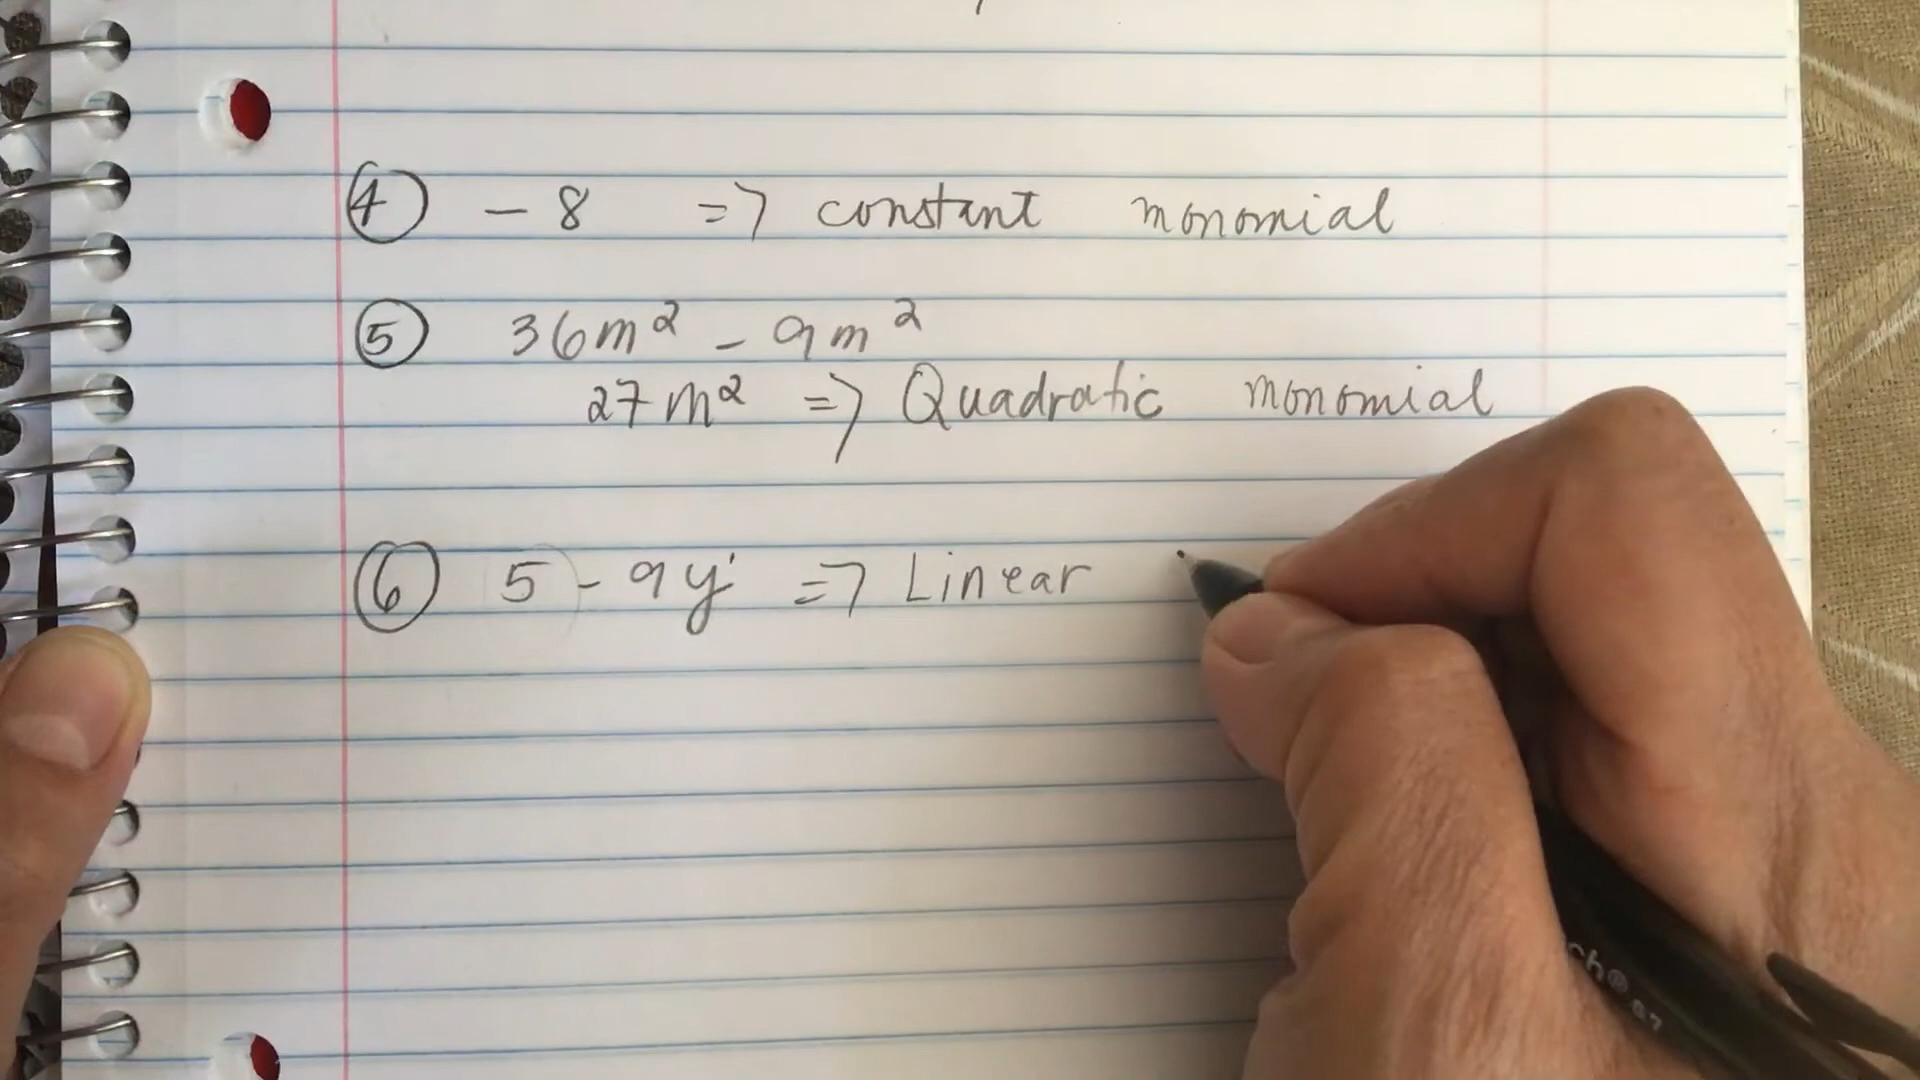 ④ - 8 => constant monomial
⑤ 36m² - 9m²
27m² => Quadratic monomial
⑥ 5 - 9y => Linear